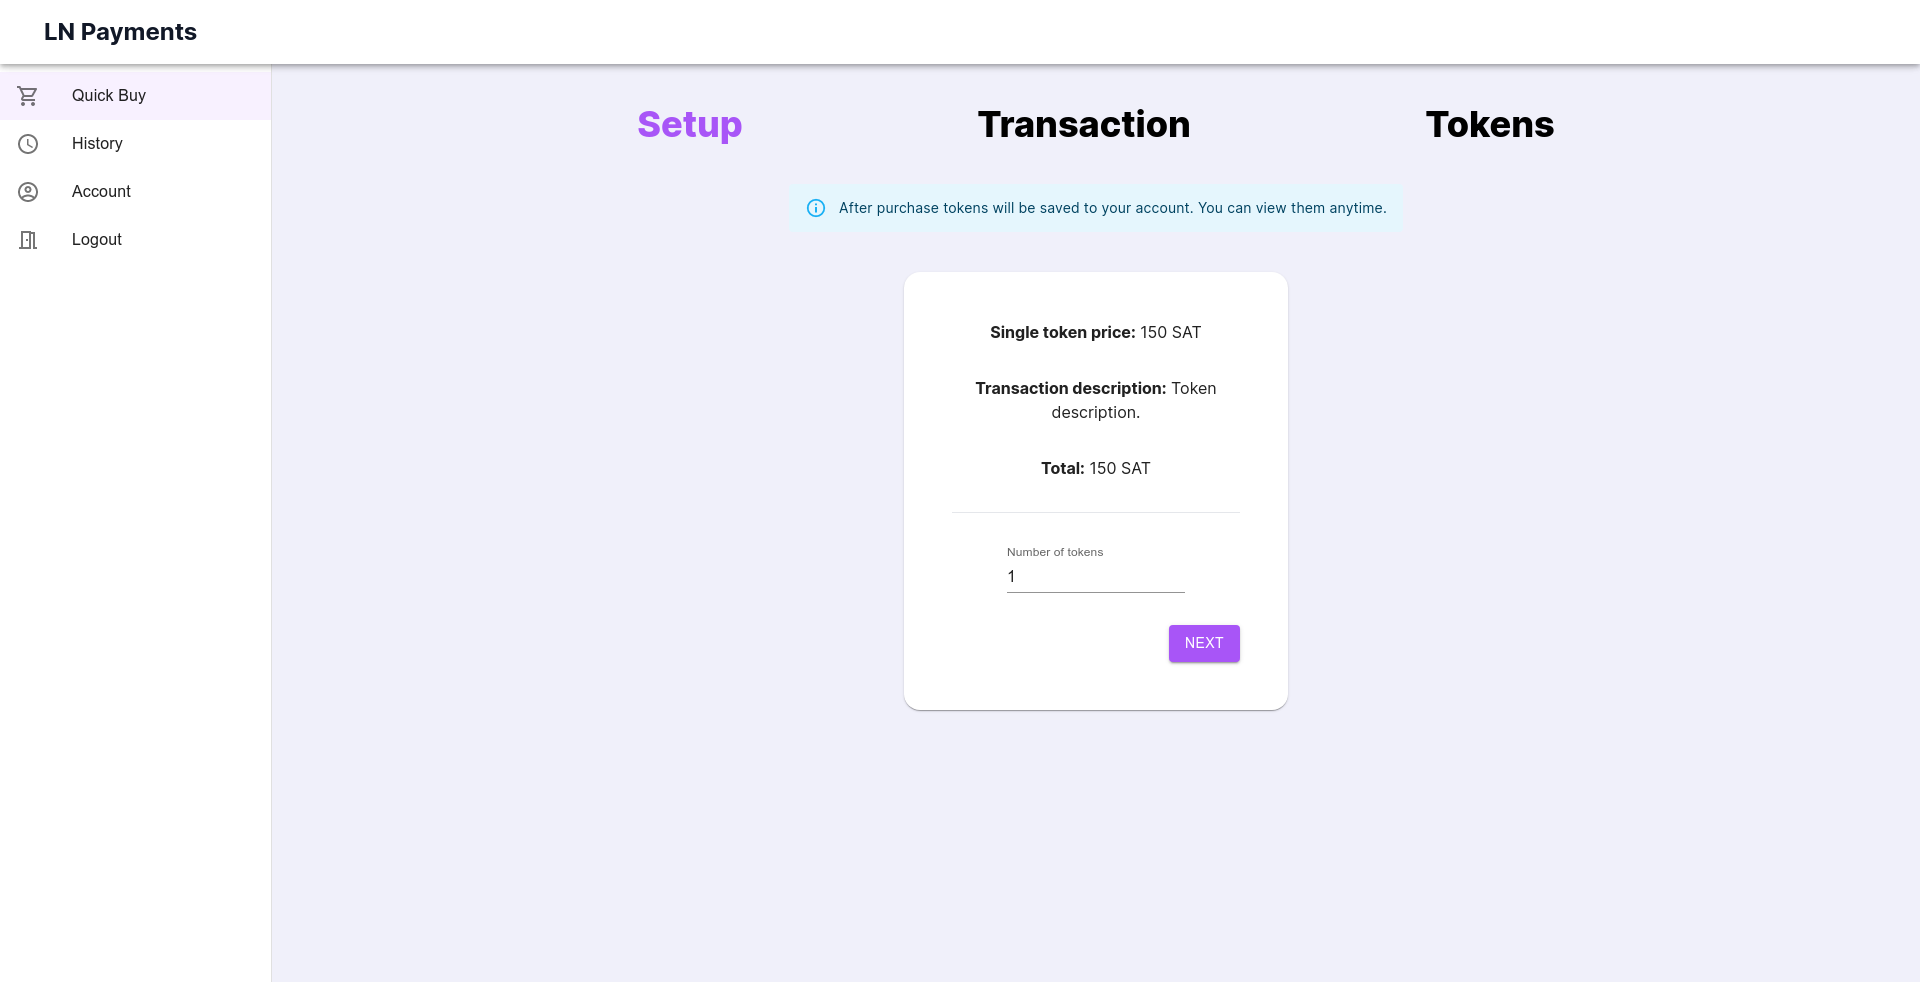 LN Payments
Quick Buy
History
Account
Logout
Setup
Transaction
Tokens
After purchase tokens will be saved to your account. You can view them anytime.
Single token price: 150 SAT
Transaction description: Token
description.
Total: 150 SAT
Number of tokens
1
NEXT